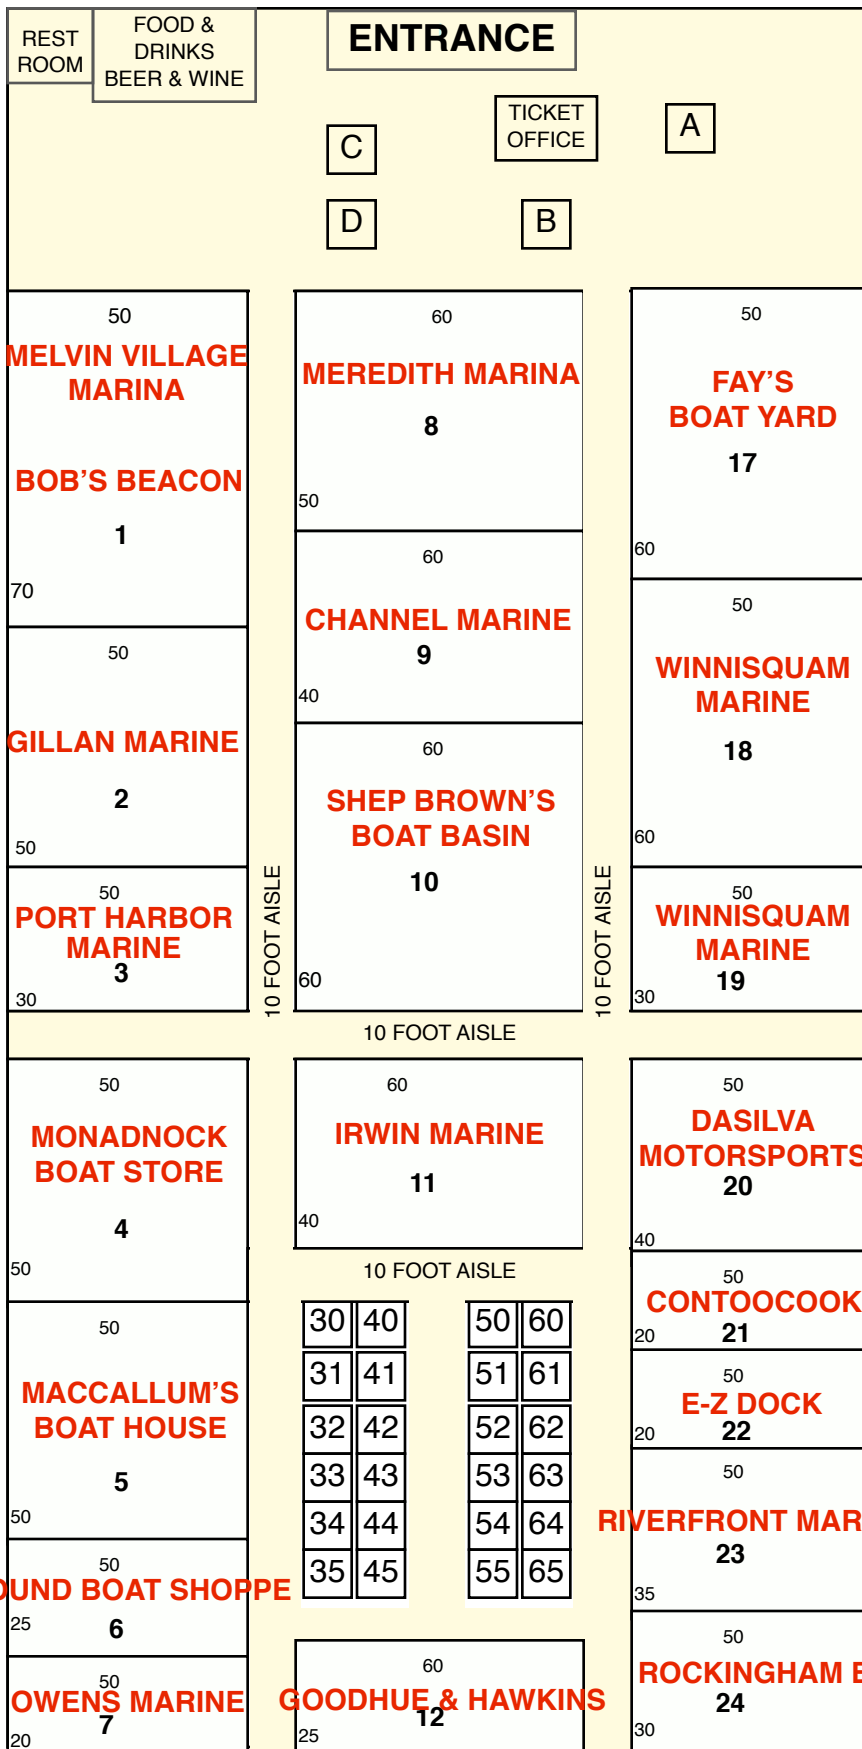 REST
ROOM
FOOD &
DRINKS
BEER & WINE
ENTRANCE
TICKET
OFFICE
A
C
D
B
50
MELVIN VILLAGE
MARINA
BOB'S BEACON
1
70
50
GILLAN MARINE
2
50
50
PORT HARBOR
MARINE
3
30
60
MEREDITH MARINA
8
50
60
CHANNEL MARINE
9
40
60
SHEP BROWN'S
BOAT BASIN
10
60
50
FAY'S
BOAT YARD
17
60
50
WINNISQUAM
MARINE
18
60
50
WINNISQUAM
MARINE
19
30
10 FOOT AISLE
10 FOOT AISLE
10 FOOT AISLE
50
MONADNOCK
BOAT STORE
4
50
50
MACCALLUM'S
BOAT HOUSE
5
50
50
OUND BOAT SHOPPE
25
6
50
OWENS MARINE
7
20
60
IRWIN MARINE
11
40
10 FOOT AISLE
30 40 50 60
31 41 51 61
32 42 52 62
33 43 53 63
34 44 54 64
35 45 55 65
60
GOODHUE & HAWKINS
12
25
50
DASILVA
MOTORSPORTS
20
40
50
CONTOOCOOK
20 21
50
E-Z DOCK
20 22
50
RIVERFRONT MAR
23
35
50
ROCKINGHAM
24
30